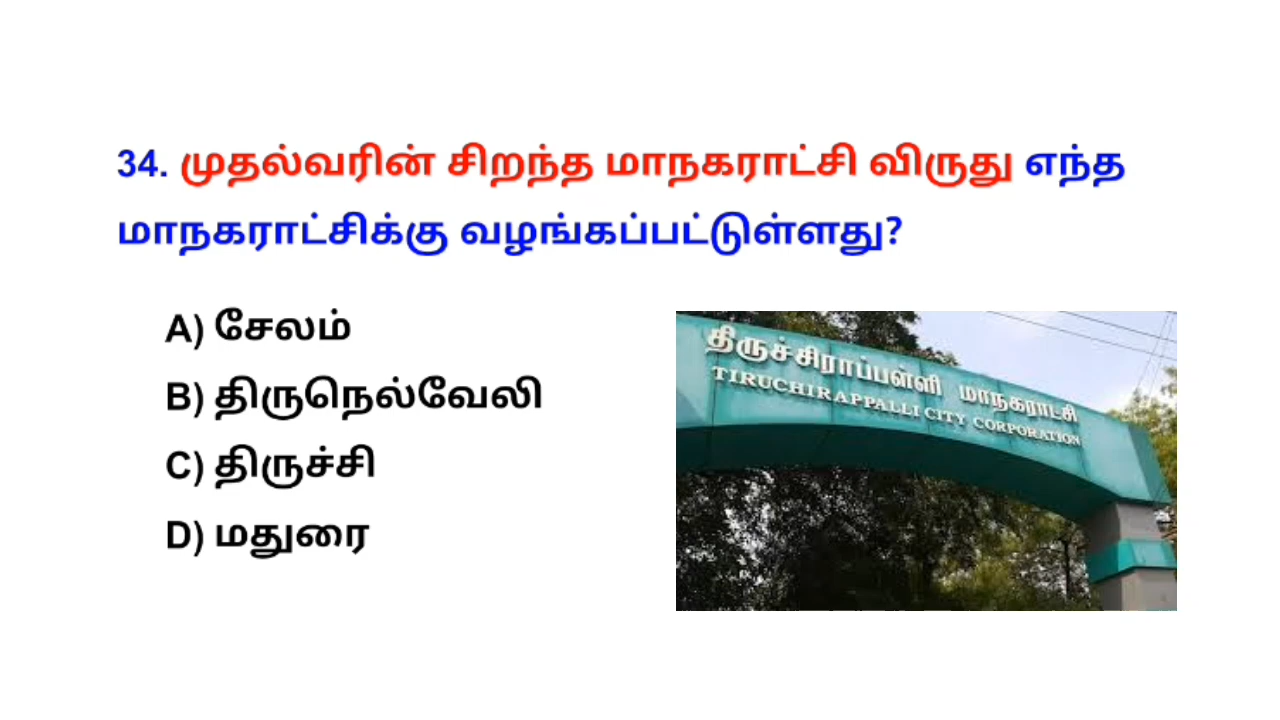 34. முதல்வரின் சிறந்த மாநகராட்சி விருது எந்த
மாநகராட்சிக்கு வழங்கப்பட்டுள்ளது?
A) சேலம்
B) திருநெல்வேலி
C) திருச்சி
D) மதுரை
திருச்சிராப்பள்ளி மாநகராட்சி
TIRUCHIRAPPALLI CITY CORPORATION